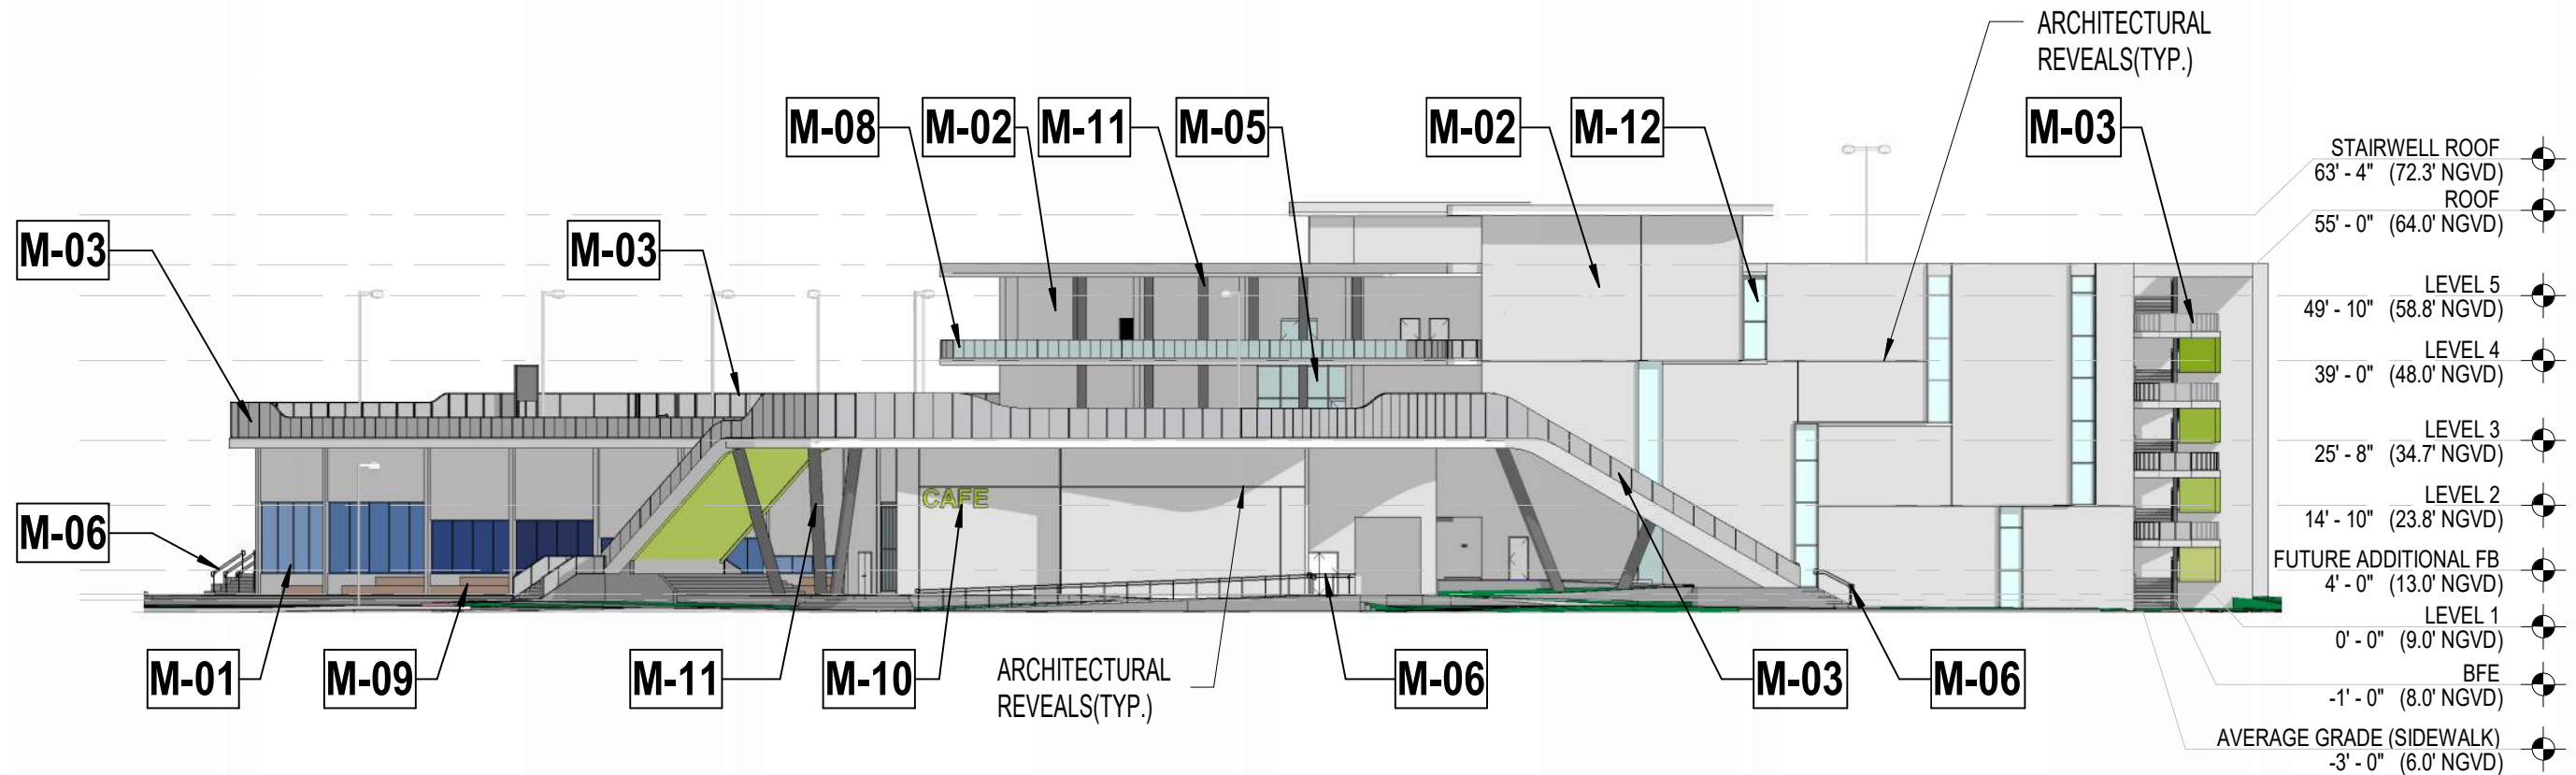 ARCHITECTURAL
REVEALS(TYP.)
M-08
M-02
M-11
M-05
M-02
M-12
M-03
STAIRWELL ROOF
63' - 4" (72.3' NGVD)
ROOF
55' - 0" (64.0' NGVD)
M-03
M-03
LEVEL 5
49' - 10" (58.8' NGVD)
LEVEL 4
39' - 0" (48.0' NGVD)
LEVEL 3
25' - 8" (34.7' NGVD)
CAFE
M-06
LEVEL 2
14' - 10" (23.8' NGVD)
FUTURE ADDITIONAL FB
4' - 0" (13.0' NGVD)
LEVEL 1
0' - 0" (9.0' NGVD)
M-01
M-09
M-11
M-10
ARCHITECTURAL
REVEALS(TYP.)
M-06
M-03
M-06
BFE
-1' - 0" (8.0' NGVD)
AVERAGE GRADE (SIDEWALK)
-3' - 0" (6.0' NGVD)